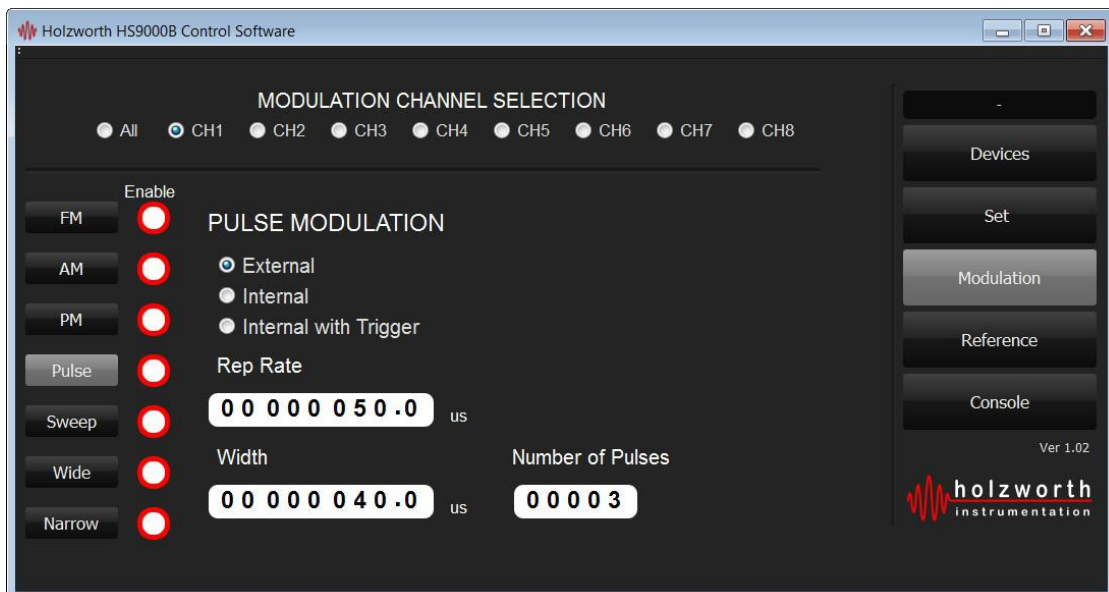 Holzworth HS9000B Control Software
MODULATION CHANNEL SELECTION
All CH1 CH2 CH3 CH4 CH5 CH6 CH7 CH8
Enable
FM
AM
PM
Pulse
Sweep
Wide
Narrow
PULSE MODULATION
External
Internal
Internal with Trigger
Rep Rate
00 000 050.0 us
Width
00 000 040.0 us
Number of Pulses
00003
-
Devices
Set
Modulation
Reference
Console
Ver 1.02
holzworth
instrumentation